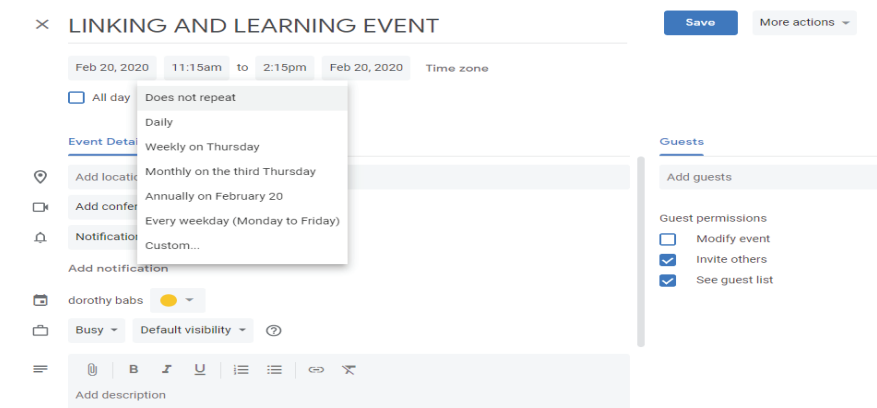 LINKING AND LEARNING EVENT
Save
More actions
Feb 20, 2020 11:15am to 2:15pm Feb 20, 2020 Time zone
All day
Does not repeat
Daily
Weekly on Thursday
Monthly on the third Thursday
Annually on February 20
Every weekday (Monday to Friday)
Custom...
Event Detai
Add locatio
Add confer
Notification
Add notification
dorothy babs
Busy Default visibility
B I U
Add description
Guests
Add guests
Guest permissions
Modify event
Invite others
See guest list